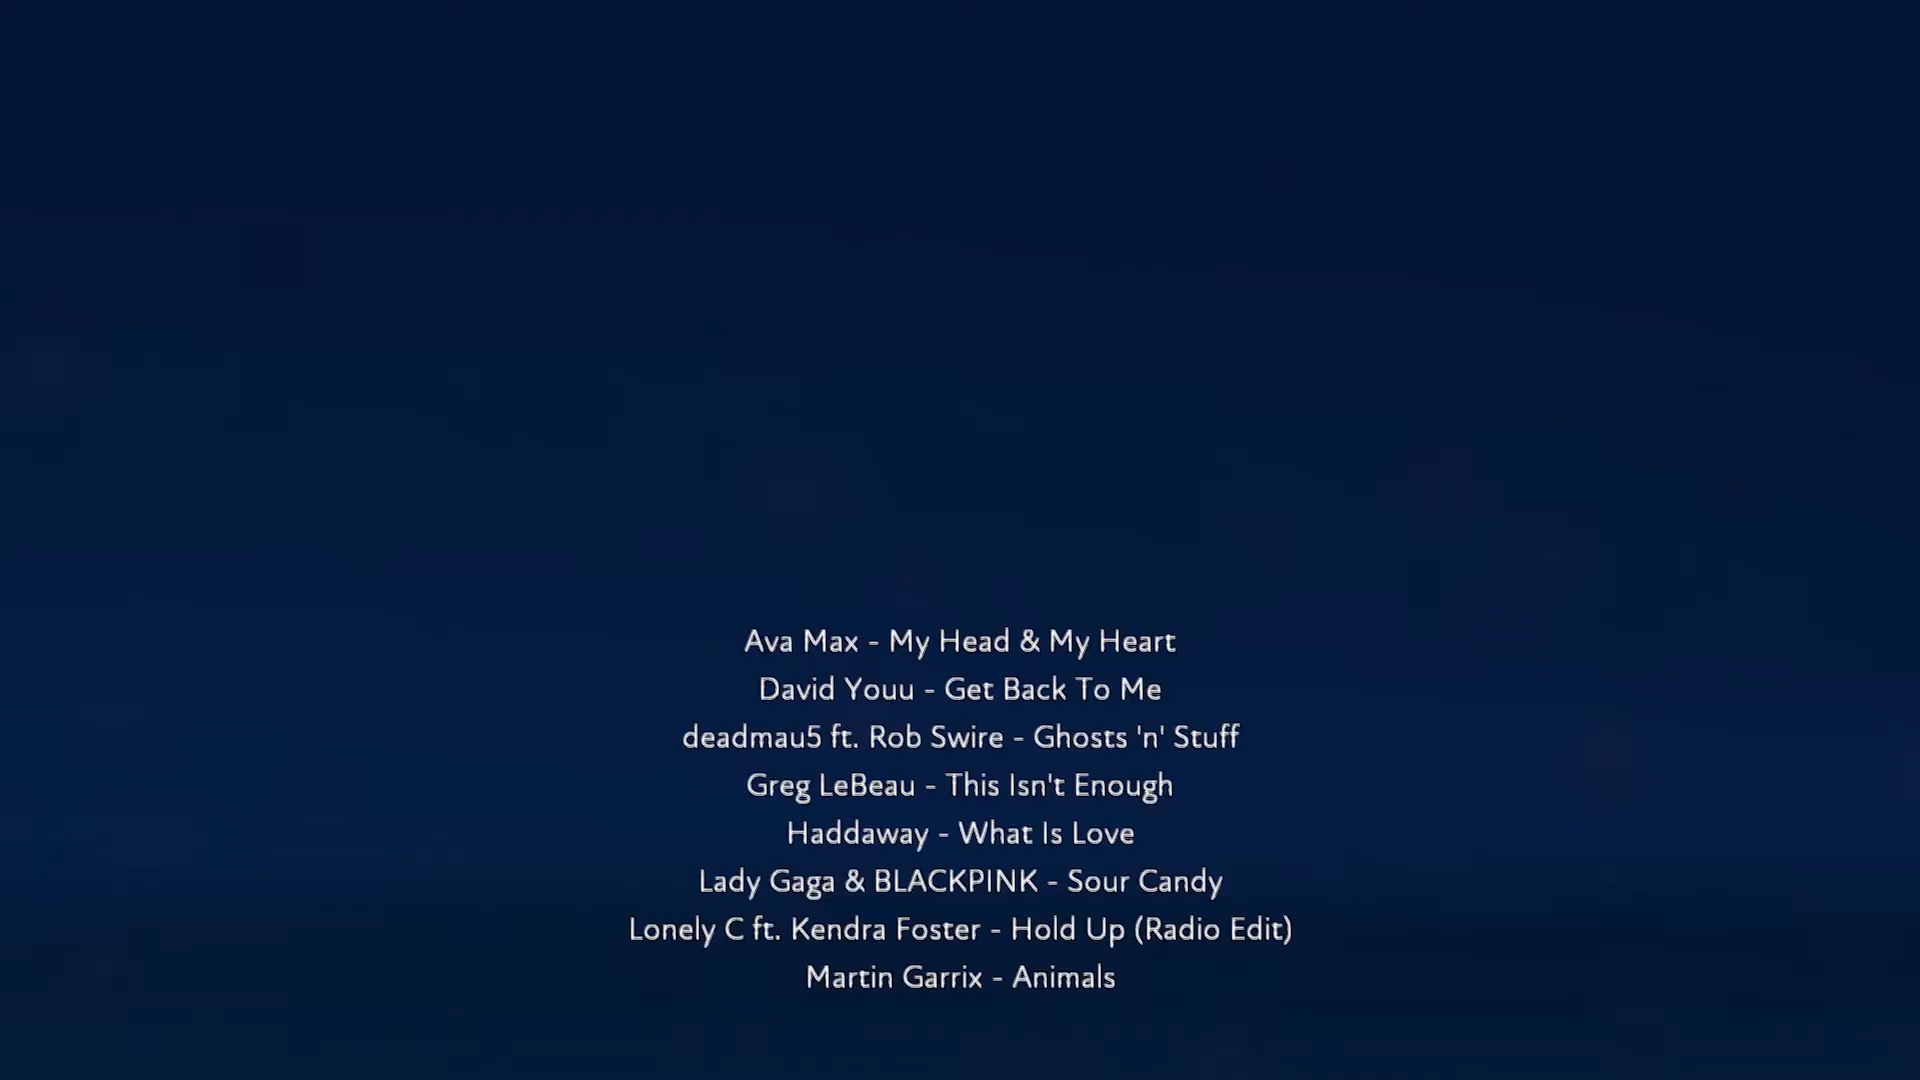 Ava Max - My Head & My Heart
David Youu - Get Back To Me
deadmau5 ft. Rob Swire - Ghosts 'n' Stuff
Greg LeBeau - This Isn't Enough
Haddaway - What Is Love
Lady Gaga & BLACKPINK - Sour Candy
Lonely C ft. Kendra Foster - Hold Up (Radio Edit)
Martin Garrix - Animals